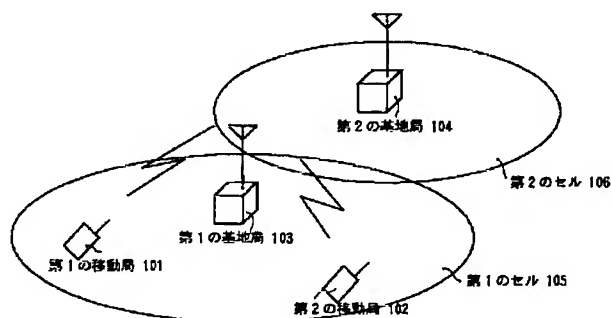 第2の基地局 104
第2のセル 106
第1の基地局 103
第1の移動局 101
第1のセル 105
第2の移動局 102